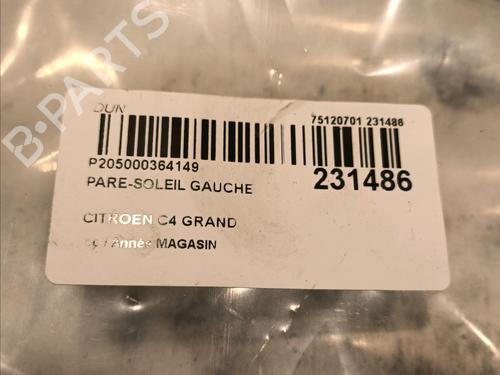 B-PARTS
DUN
75120701 231486
P205000364149
231486
PARE-SOLEIL GAUCHE
CITROEN C4 GRAND
Année MAGASIN